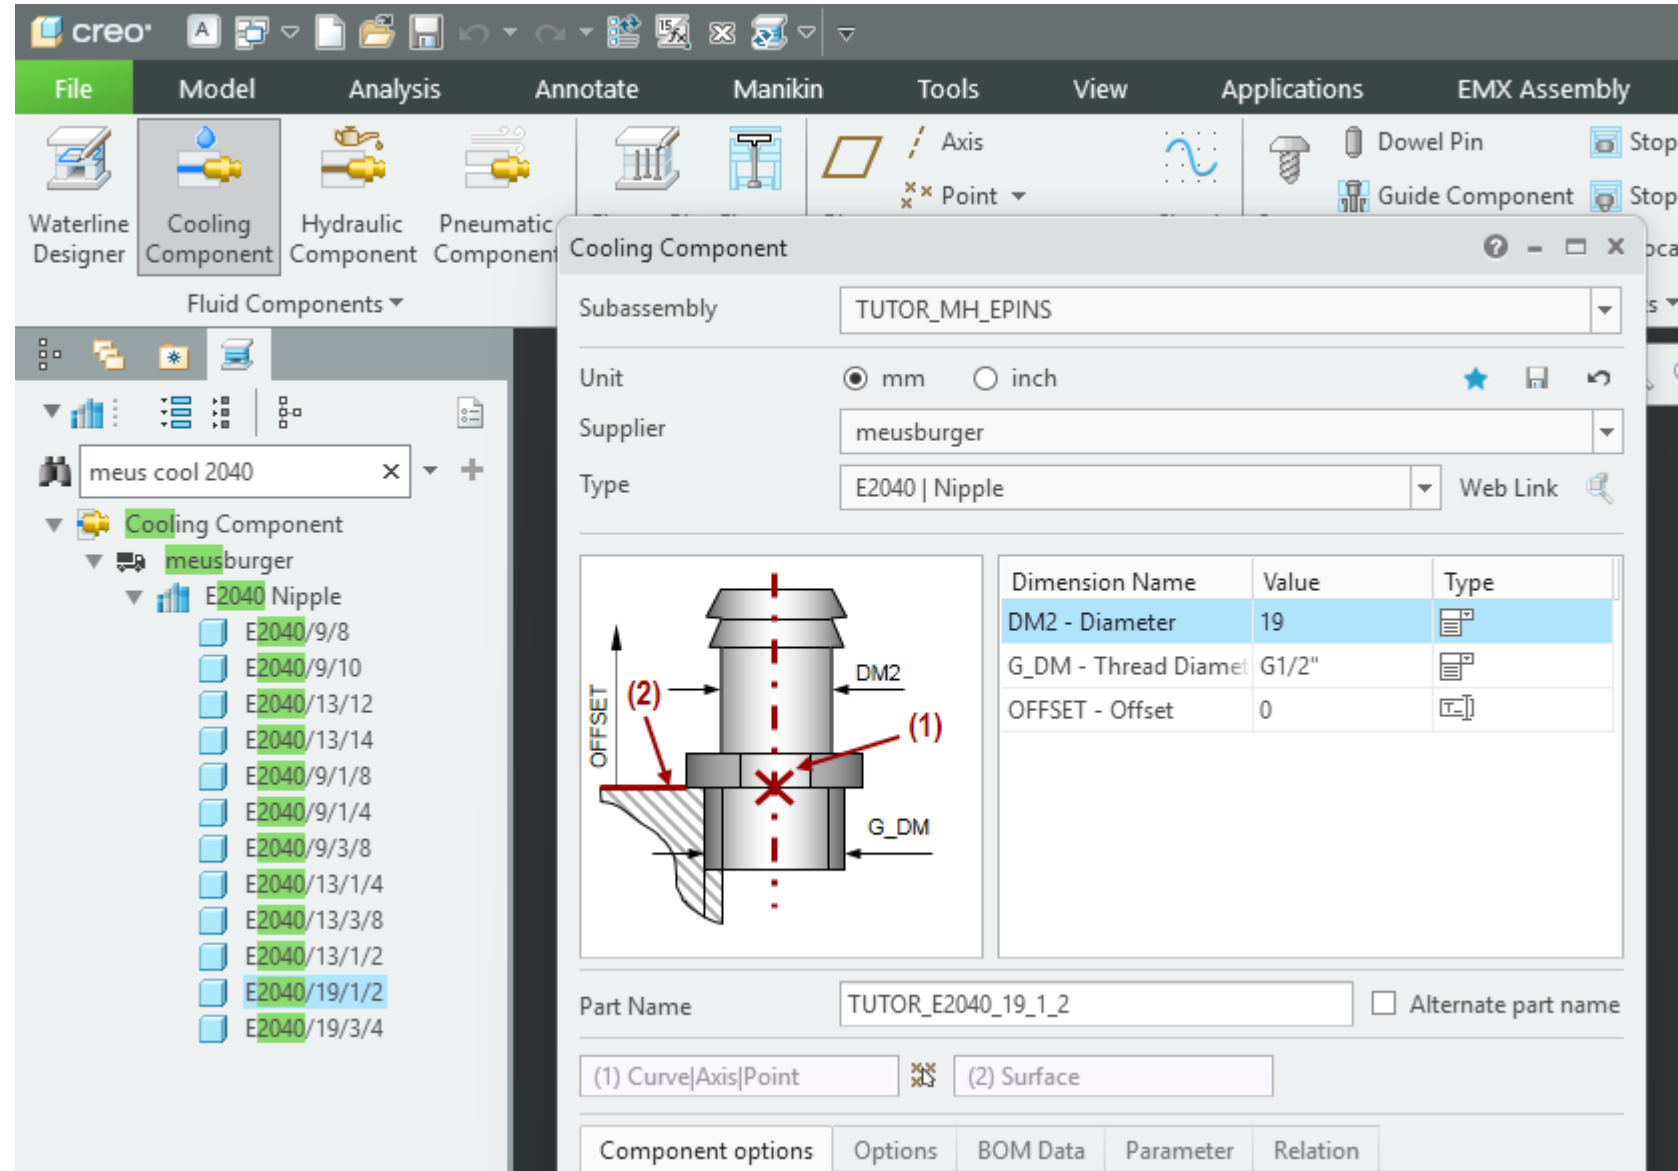 creo
A
15
fx
File Model Analysis Annotate Manikin Tools View Applications EMX Assembly
Waterline Designer
Cooling Component
Hydraulic Component
Pneumatic Component
Axis
Point
Dowel Pin
Guide Component
Stop
Stop
Fluid Components
meus cool 2040
Cooling Component
meusburger
E2040 Nipple
E2040/9/8
E2040/9/10
E2040/13/12
E2040/13/14
E2040/9/1/8
E2040/9/1/4
E2040/9/3/8
E2040/13/1/4
E2040/13/3/8
E2040/13/1/2
E2040/19/1/2
E2040/19/3/4
Cooling Component
Subassembly TUTOR_MH_EPINS
Unit mm inch
Supplier meusburger
Type E2040 | Nipple Web Link
OFFSET
(2)
DM2
(1)
G_DM
Dimension Name Value Type
DM2 - Diameter 19
G_DM - Thread Diamet G1/2"
OFFSET - Offset 0
Part Name TUTOR_E2040_19_1_2 Alternate part name
(1) Curve|Axis|Point (2) Surface
Component options Options BOM Data Parameter Relation